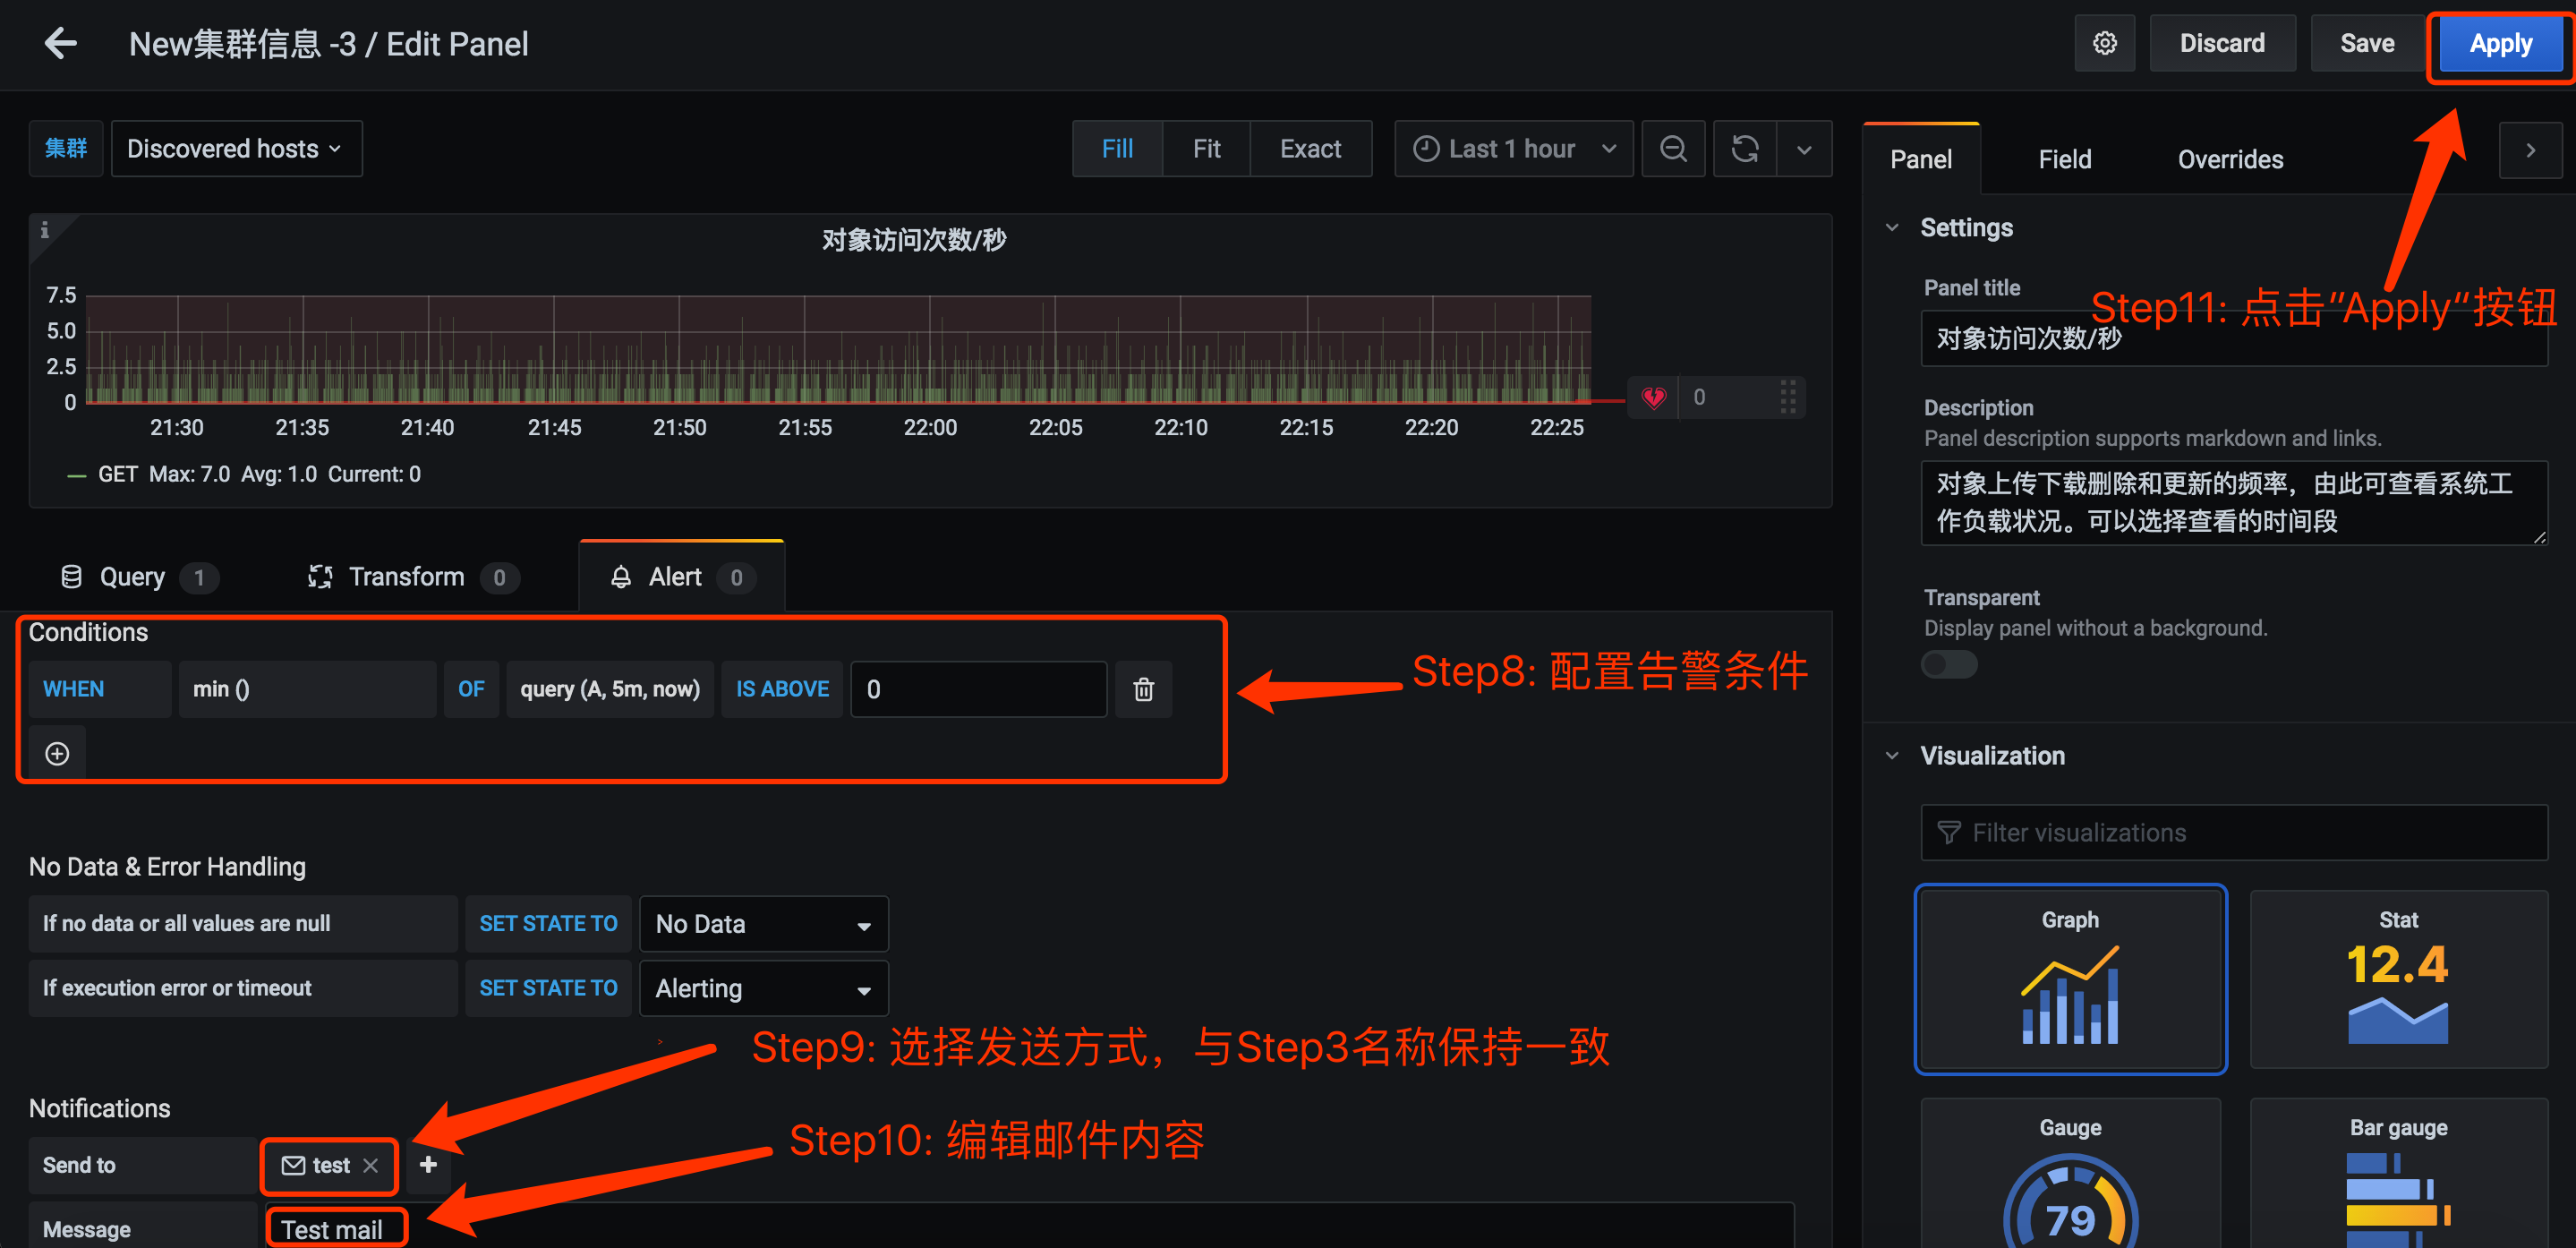 New集群信息 -3 / Edit Panel
Discard
Save
Apply
集群
Discovered hosts
Fill
Fit
Exact
Last 1 hour
Panel
Field
Overrides
i
对象访问次数/秒
7.5
5.0
2.5
0
21:30
21:35
21:40
21:45
21:50
21:55
22:00
22:05
22:10
22:15
22:20
22:25
0
GET Max: 7.0 Avg: 1.0 Current: 0
Settings
Panel title
Step11: 点击“Apply“按钮
对象访问次数/秒
Description
Panel description supports markdown and links.
对象上传下载删除和更新的频率，由此可查看系统工
作负载状况。可以选择查看的时间段
Transparent
Display panel without a background.
Query 1
Transform 0
Alert 0
Conditions
WHEN
min ()
OF
query (A, 5m, now)
IS ABOVE
0
Step8: 配置告警条件
No Data & Error Handling
If no data or all values are null
SET STATE TO
No Data
If execution error or timeout
SET STATE TO
Alerting
Step9: 选择发送方式，与Step3名称保持一致
Step10: 编辑邮件内容
Notifications
Send to
test
Message
Test mail
Visualization
Filter visualizations
Graph
Stat
12.4
Gauge
79
Bar gauge